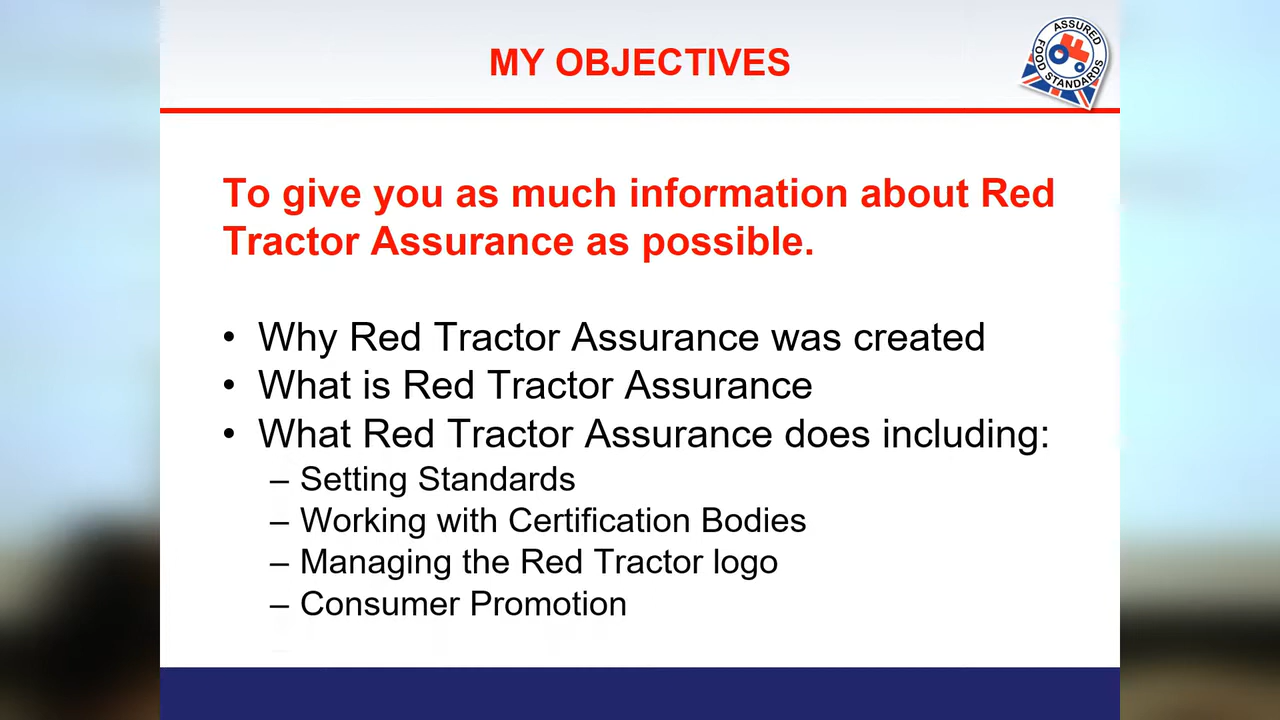 MY OBJECTIVES
ASSURED
FOOD STANDARDS
To give you as much information about Red
Tractor Assurance as possible.
• Why Red Tractor Assurance was created
• What is Red Tractor Assurance
• What Red Tractor Assurance does including:
– Setting Standards
– Working with Certification Bodies
– Managing the Red Tractor logo
– Consumer Promotion